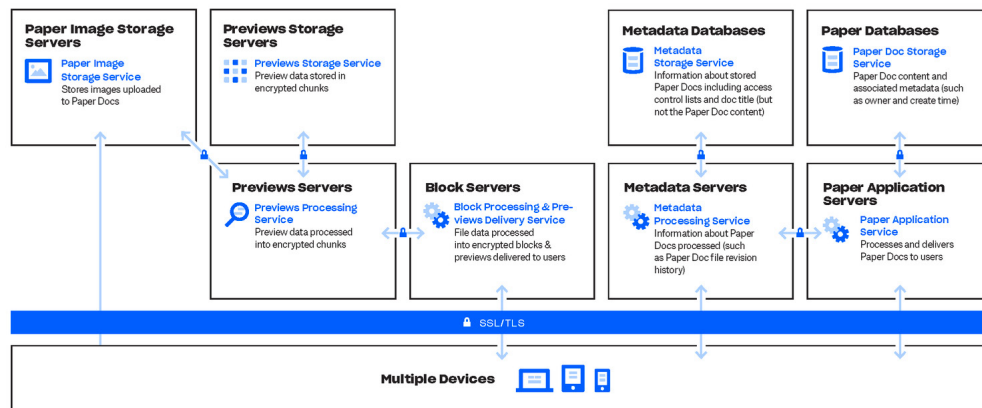 Paper Image Storage
Servers
Paper Image
Storage Service
Stores images uploaded
to Paper Docs
Previews Storage
Servers
Previews Storage Service
Preview data stored in
encrypted chunks
Metadata Databases
Metadata
Storage Service
Information about stored
Paper Docs including access
control lists and doc title (but
not the Paper Doc content)
Paper Databases
Paper Doc Storage
Service
Paper Doc content and
associated metadata (such
as owner and create time)
Previews Servers
Previews Processing
Service
Preview data processed
into encrypted chunks
Block Servers
Block Processing & Pre-
views Delivery Service
File data processed
into encrypted blocks &
previews delivered to users
Metadata Servers
Metadata
Processing Service
Information about Paper
Docs processed (such
as Paper Doc file revision
history)
Paper Application
Servers
Paper Application
Service
Processes and delivers
Paper Docs to users
SSL/TLS
Multiple Devices